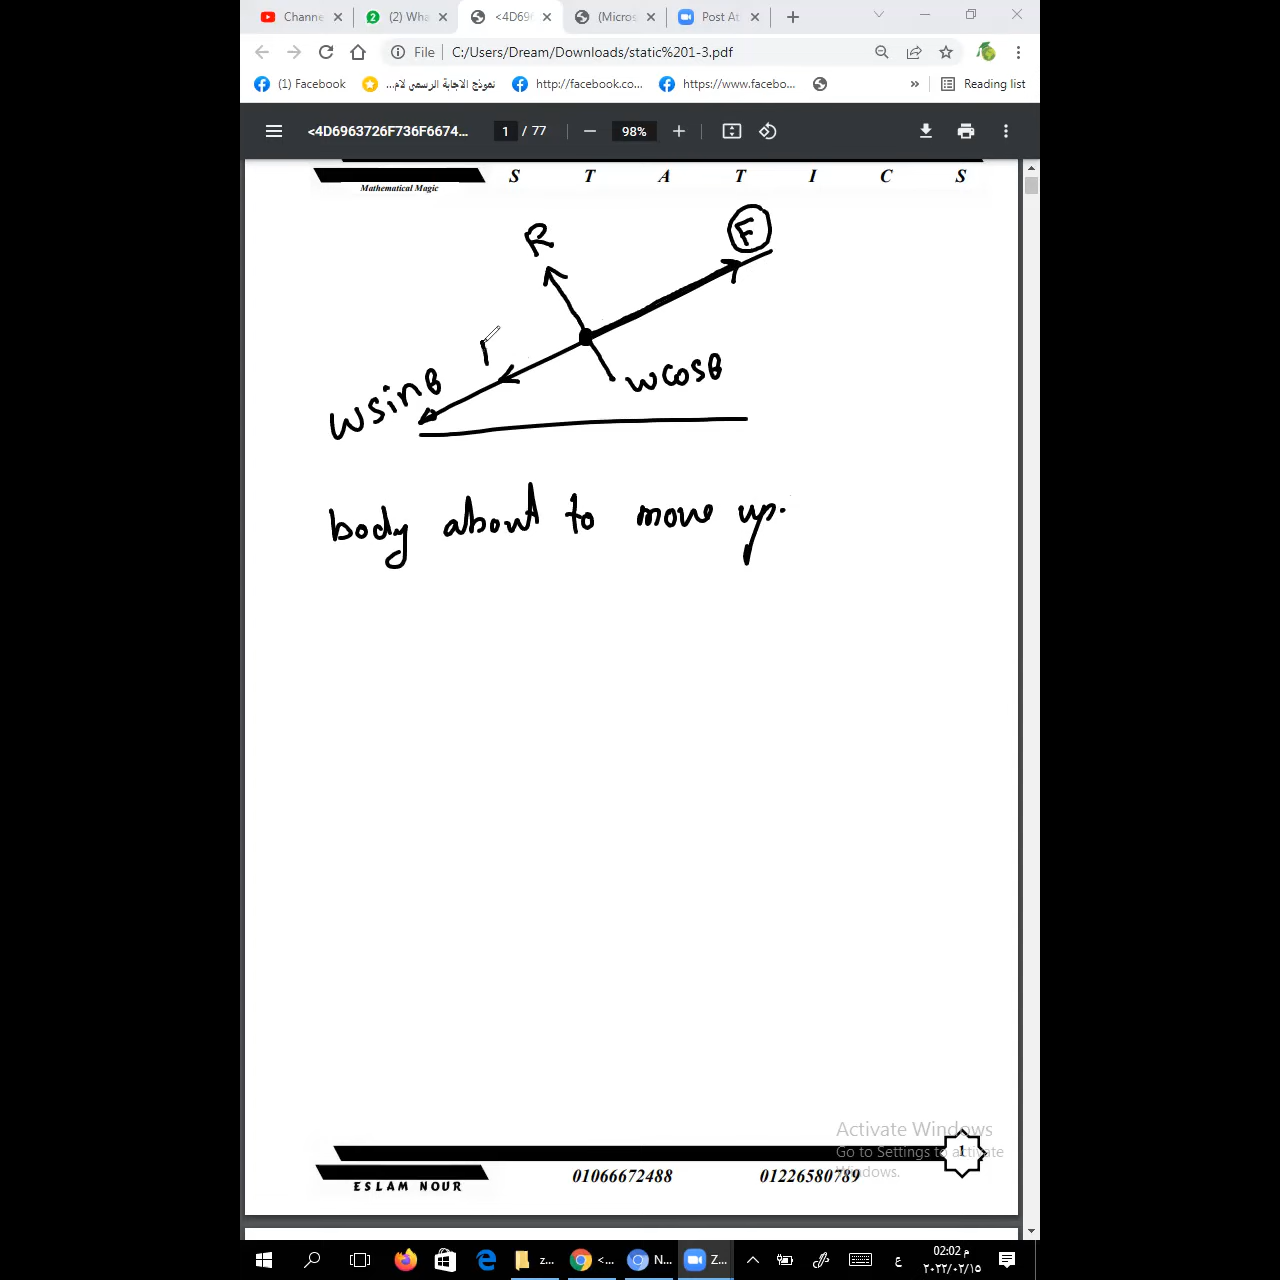 Channe
(2) Wha
<4D69
(Micros
Post At
File
C:/Users/Dream/Downloads/static%201-3.pdf
(1) Facebook
نموذج الاجابة الرسمى لام...
http://facebook.co...
https://www.facebo...
»
Reading list
<4D6963726F736F6674...
1 / 77
98%
S T A T I C S
Mathematical Magic
R
F
wsinθ
wcosθ
body about to move up.
Activate Windows
Go to Settings to activate
Windows.
1
ESLAM NOUR
01066672488
01226580789
z...
<...
N...
Z...
ع
02:02 م
٢٠٢٢/٠٢/١٥